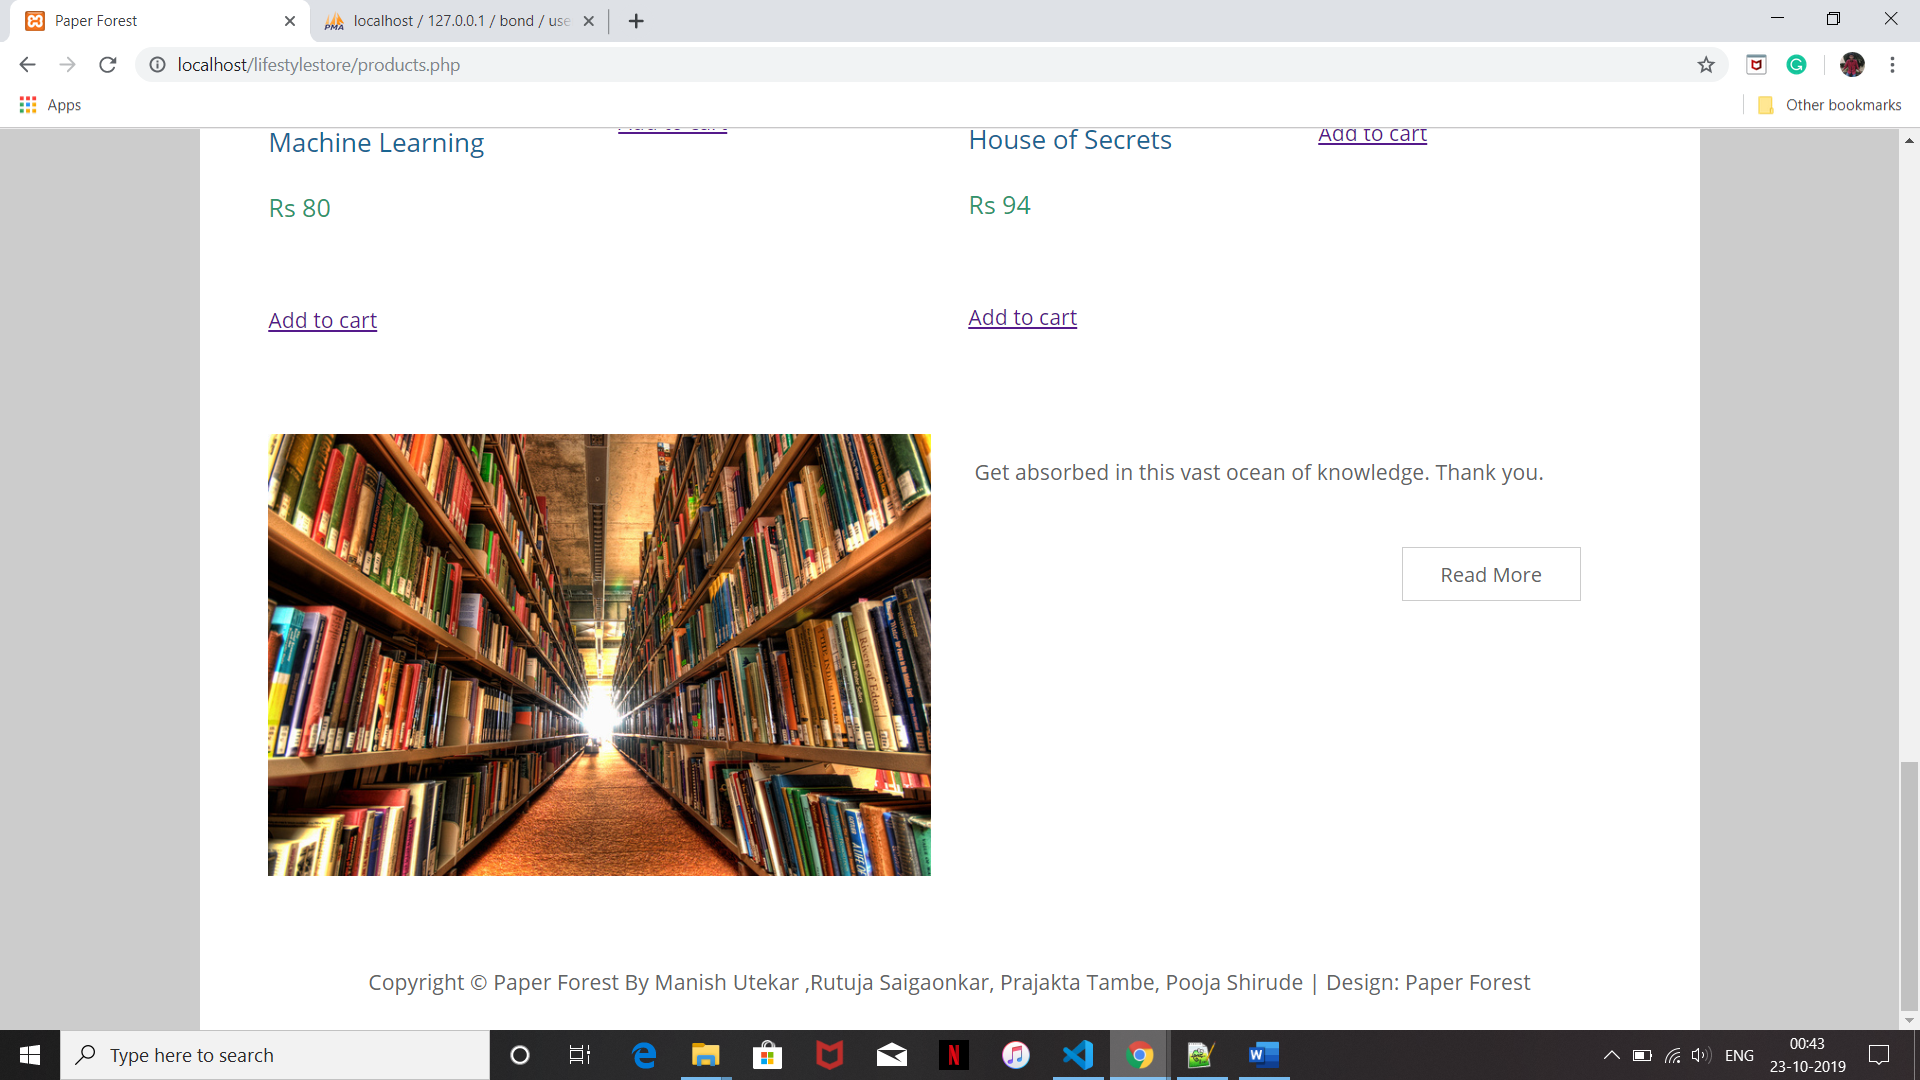 Paper Forest
localhost / 127.0.0.1 / bond / use
localhost/lifestylestore/products.php
Apps
Other bookmarks
Machine Learning
Add to cart
House of Secrets
Add to cart
Rs 80
Rs 94
Add to cart
Add to cart
Get absorbed in this vast ocean of knowledge. Thank you.
Read More
Copyright © Paper Forest By Manish Utekar ,Rutuja Saigaonkar, Prajakta Tambe, Pooja Shirude | Design: Paper Forest
Type here to search
ENG
00:43
23-10-2019